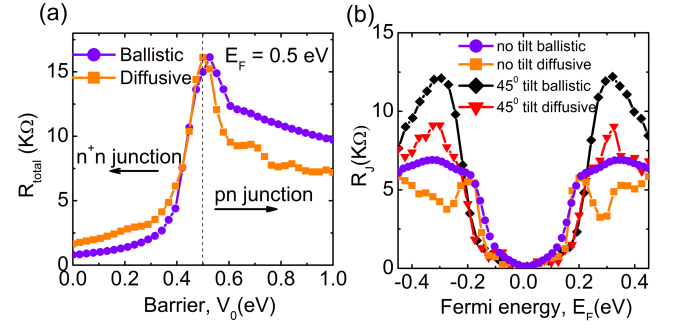 (a)
R_total (KΩ)
15
10
5
0
Ballistic
Diffusive
E_F = 0.5 eV
n⁺n junction
pn junction
0.0 0.2 0.4 0.6 0.8 1.0
Barrier, V₀(eV)
(b)
R_J(KΩ)
15
10
5
0
no tilt ballistic
no tilt diffusive
45⁰ tilt ballistic
45⁰ tilt diffusive
-0.4 -0.2 0.0 0.2 0.4
Fermi energy, E_F(eV)